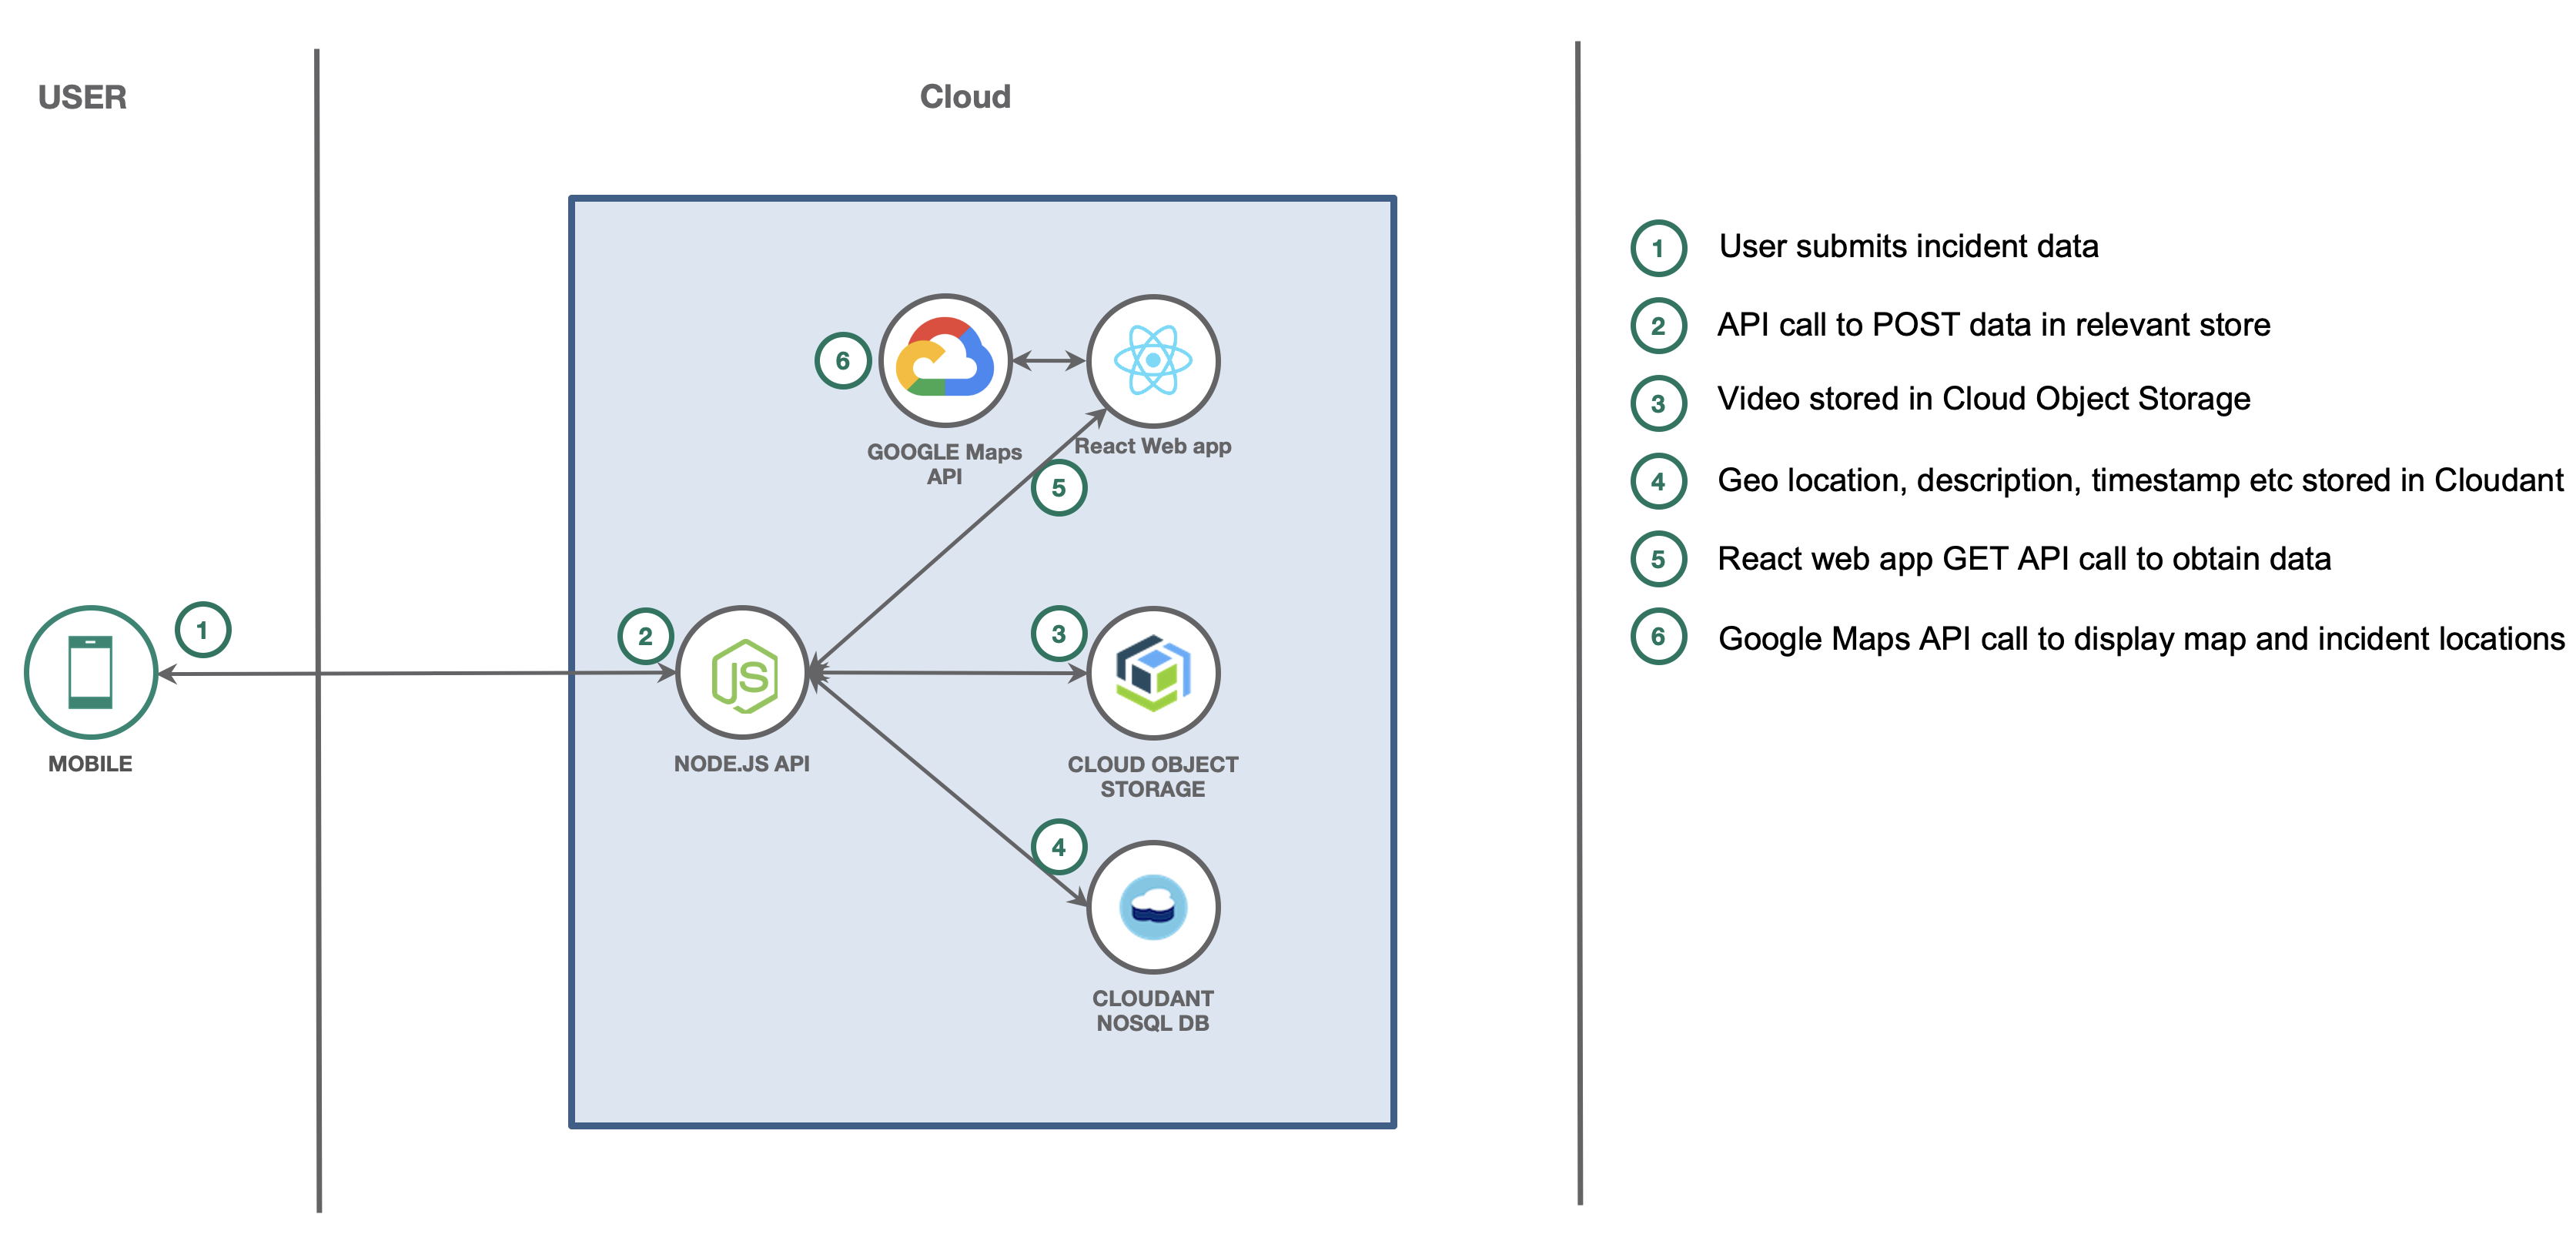 USER
Cloud
6
GOOGLE Maps
API
React Web app
5
1
MOBILE
2
JS
NODE.JS API
3
CLOUD OBJECT
STORAGE
4
CLOUDANT
NOSQL DB
1 User submits incident data
2 API call to POST data in relevant store
3 Video stored in Cloud Object Storage
4 Geo location, description, timestamp etc stored in Cloudant
5 React web app GET API call to obtain data
6 Google Maps API call to display map and incident locations